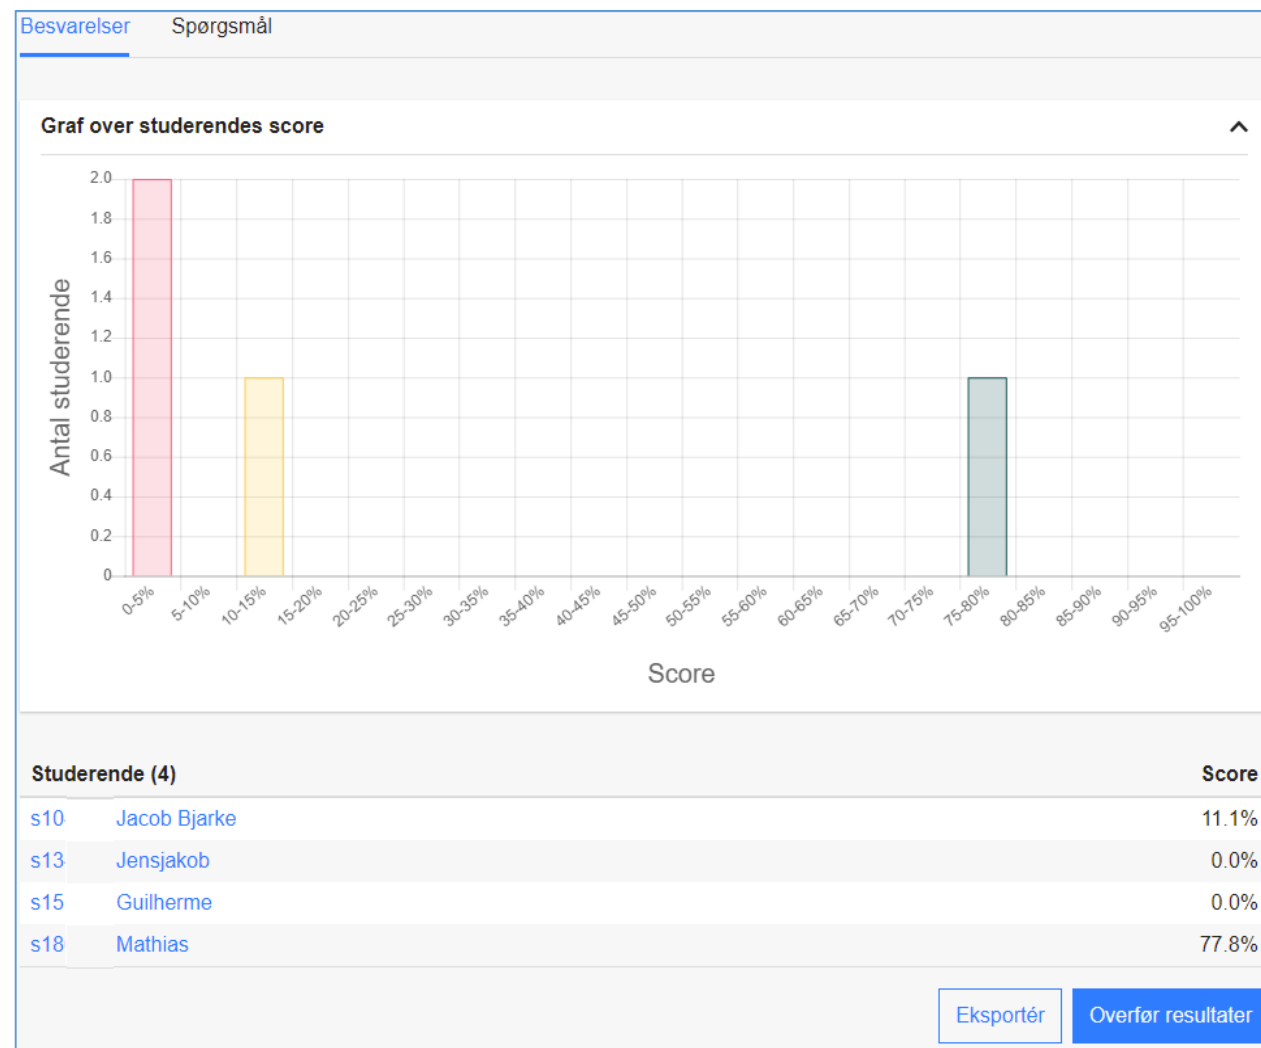 Besvarelser Spørgsmål
Graf over studerendes score
2.0
1.8
1.6
1.4
1.2
1.0
0.8
0.6
0.4
0.2
0
Antal studerende
0-5% 5-10% 10-15% 15-20% 20-25% 25-30% 30-35% 35-40% 40-45% 45-50% 50-55% 55-60% 60-65% 65-70% 70-75% 75-80% 80-85% 85-90% 90-95% 95-100%
Score
Studerende (4) Score
s10 Jacob Bjarke 11.1%
s13 Jensjakob 0.0%
s15 Guilherme 0.0%
s18 Mathias 77.8%
Eksportér Overfør resultater